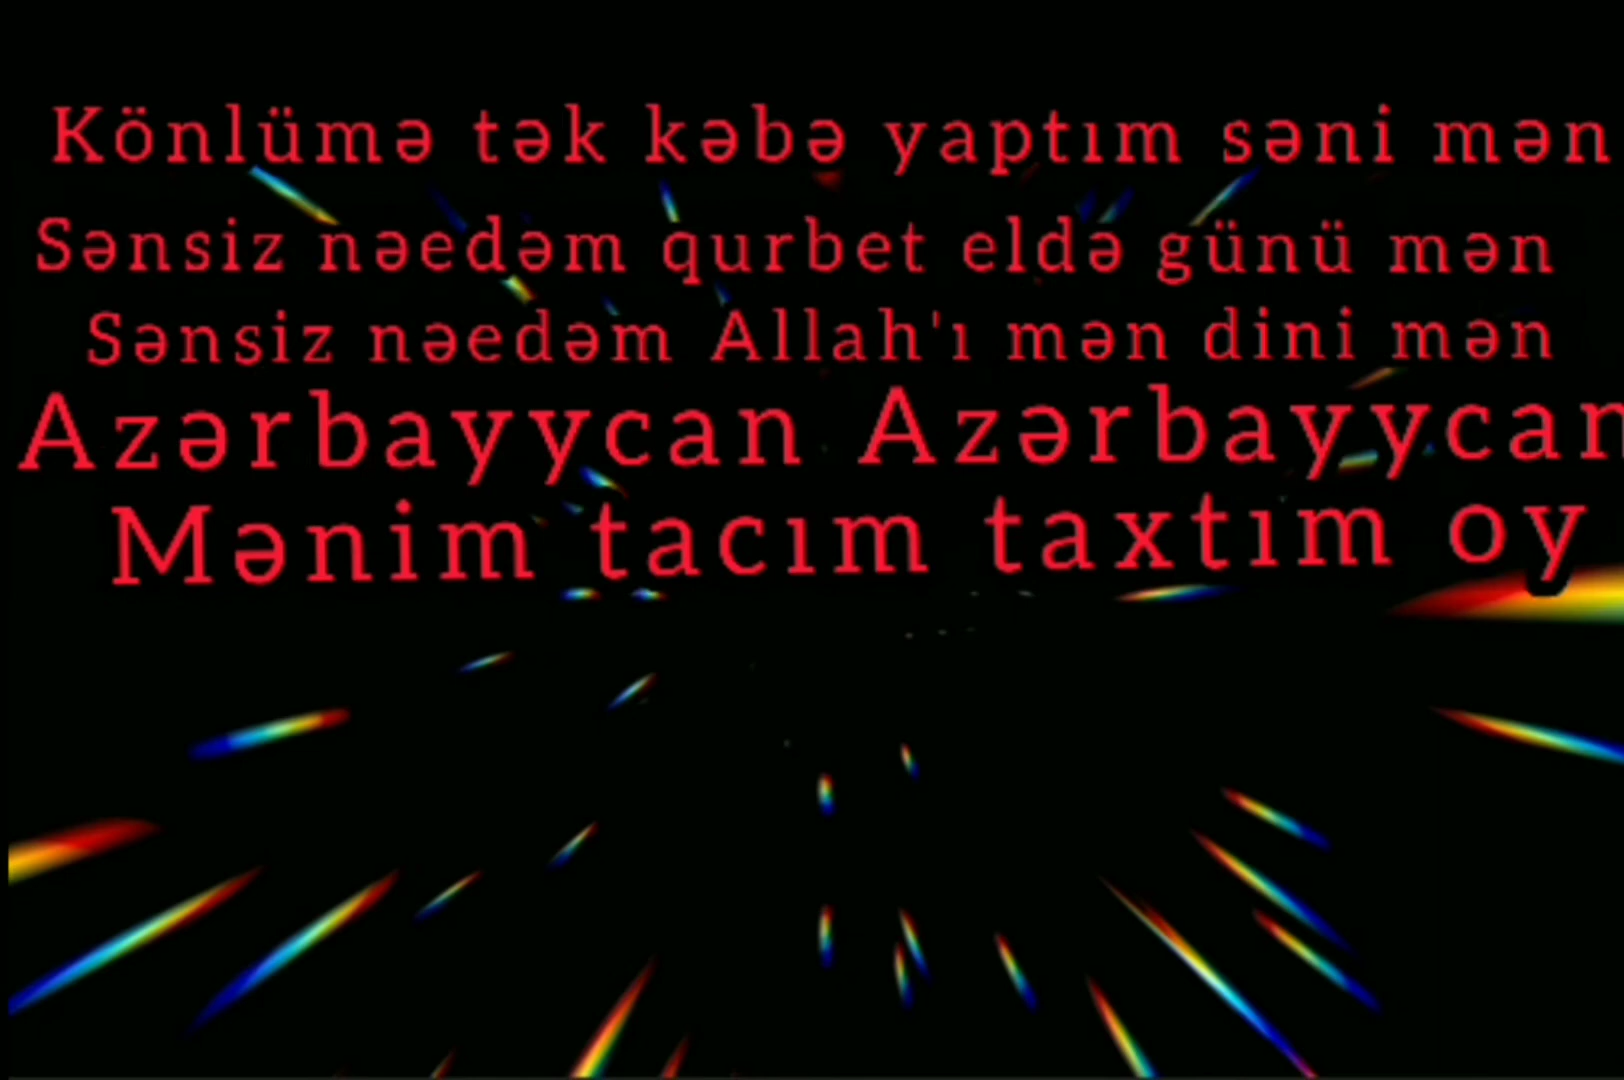 Könlümə tək kəbə yaptım səni mən
Sənsiz nəedəm qurbet eldə günü mən
Sənsiz nəedəm Allah'ı mən dini mən
Azərbayycan Azərbayycan
Mənim tacım taxtım oy